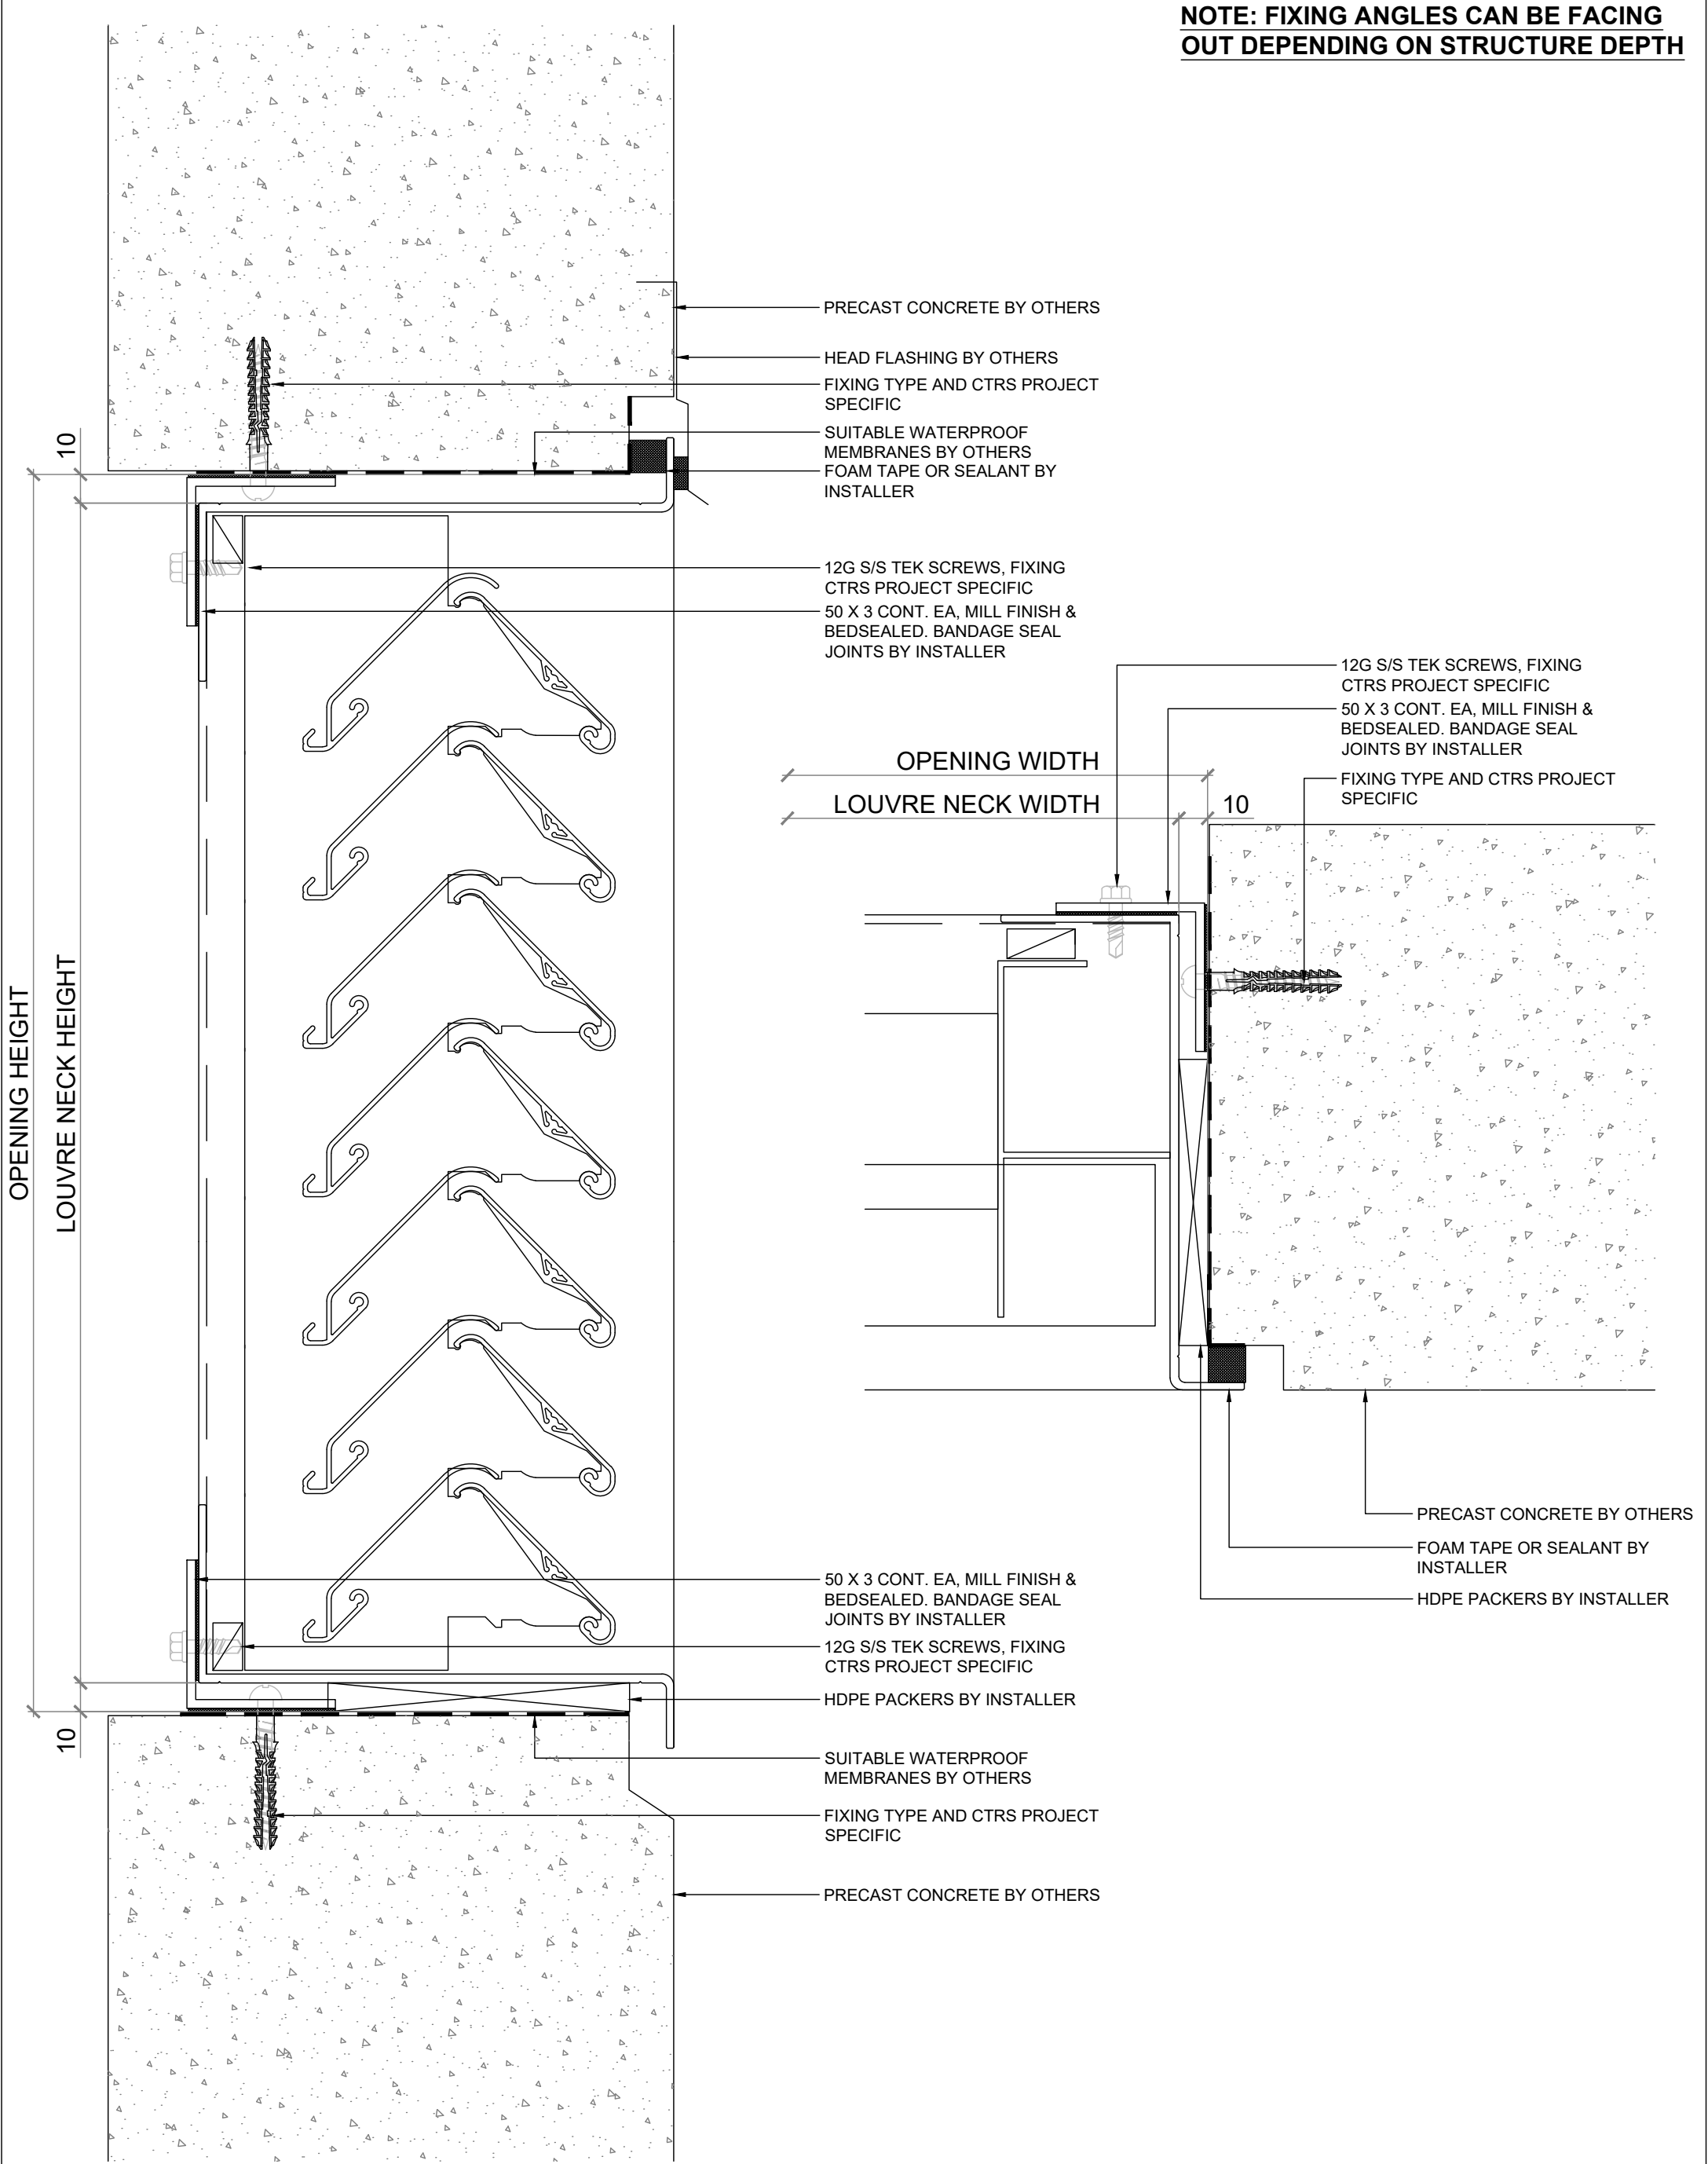 NOTE: FIXING ANGLES CAN BE FACING
OUT DEPENDING ON STRUCTURE DEPTH
PRECAST CONCRETE BY OTHERS
HEAD FLASHING BY OTHERS
FIXING TYPE AND CTRS PROJECT
SPECIFIC
SUITABLE WATERPROOF
MEMBRANES BY OTHERS
FOAM TAPE OR SEALANT BY
INSTALLER
10
12G S/S TEK SCREWS, FIXING
CTRS PROJECT SPECIFIC
50 X 3 CONT. EA, MILL FINISH &
BEDSEALED. BANDAGE SEAL
JOINTS BY INSTALLER
OPENING HEIGHT
LOUVRE NECK HEIGHT
50 X 3 CONT. EA, MILL FINISH &
BEDSEALED. BANDAGE SEAL
JOINTS BY INSTALLER
12G S/S TEK SCREWS, FIXING
CTRS PROJECT SPECIFIC
HDPE PACKERS BY INSTALLER
10
SUITABLE WATERPROOF
MEMBRANES BY OTHERS
FIXING TYPE AND CTRS PROJECT
SPECIFIC
PRECAST CONCRETE BY OTHERS
12G S/S TEK SCREWS, FIXING
CTRS PROJECT SPECIFIC
50 X 3 CONT. EA, MILL FINISH &
BEDSEALED. BANDAGE SEAL
JOINTS BY INSTALLER
FIXING TYPE AND CTRS PROJECT
SPECIFIC
OPENING WIDTH
LOUVRE NECK WIDTH
10
PRECAST CONCRETE BY OTHERS
FOAM TAPE OR SEALANT BY
INSTALLER
HDPE PACKERS BY INSTALLER